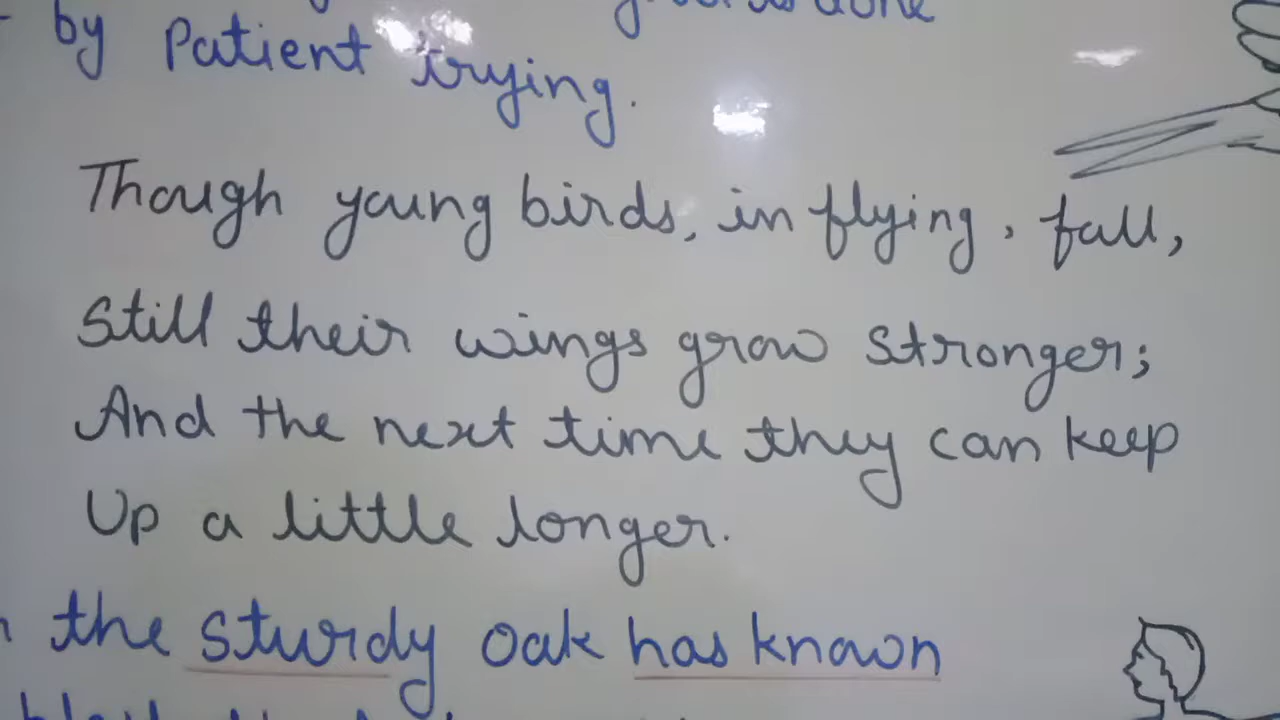 by Patient trying.
Though young birds, in flying, fall,
Still their wings grow stronger;
And the next time they can keep
Up a little longer.
the sturdy oak has known